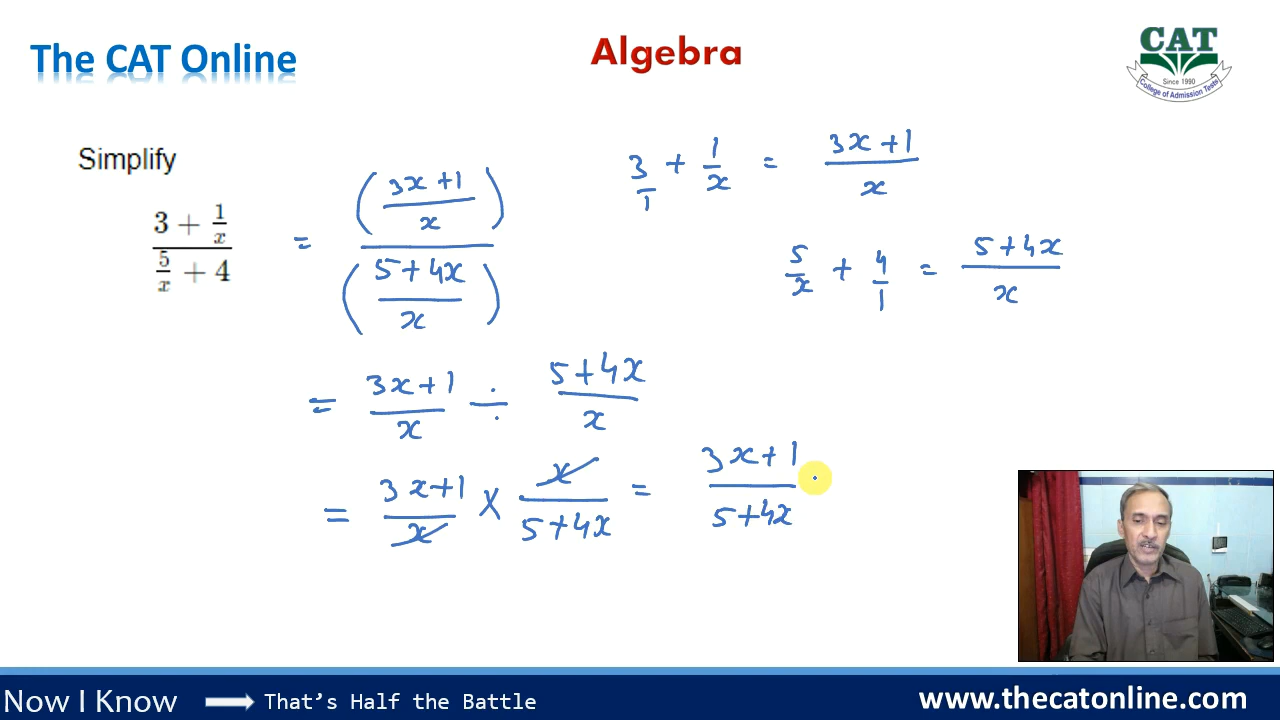 The CAT Online
Algebra
CAT
Since 1990
College of Admission Tests
Simplify
(3 + 1/x)/(5/x + 4) = ((3x+1)/x)/((5+4x)/x)
3/1 + 1/x = (3x+1)/x
5/x + 4/1 = (5+4x)/x
= (3x+1)/x ÷ (5+4x)/x
= (3x+1)/x × x/(5+4x) = (3x+1)/(5+4x)
Now I Know
That's Half the Battle
www.thecatonline.com